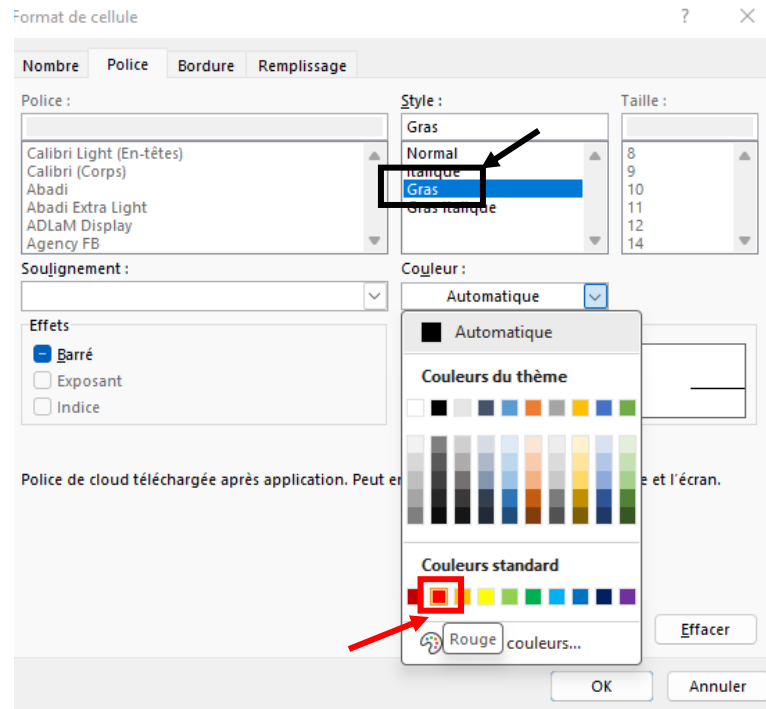 Format de cellule ?
Nombre Police Bordure Remplissage
Police : Style : Taille :
Gras
Calibri Light (En-têtes) Normal 8
Calibri (Corps) Italique 9
Abadi Gras 10
Abadi Extra Light Gras Italique 11
ADLaM Display 12
Agency FB 14
Soulignement : Couleur :
Automatique
Effets
Automatique
Barré
Couleurs du thème
Exposant
Indice
Police de cloud téléchargée après application. Peut e et l'écran.
Couleurs standard
Effacer
Rouge couleurs...
OK Annuler